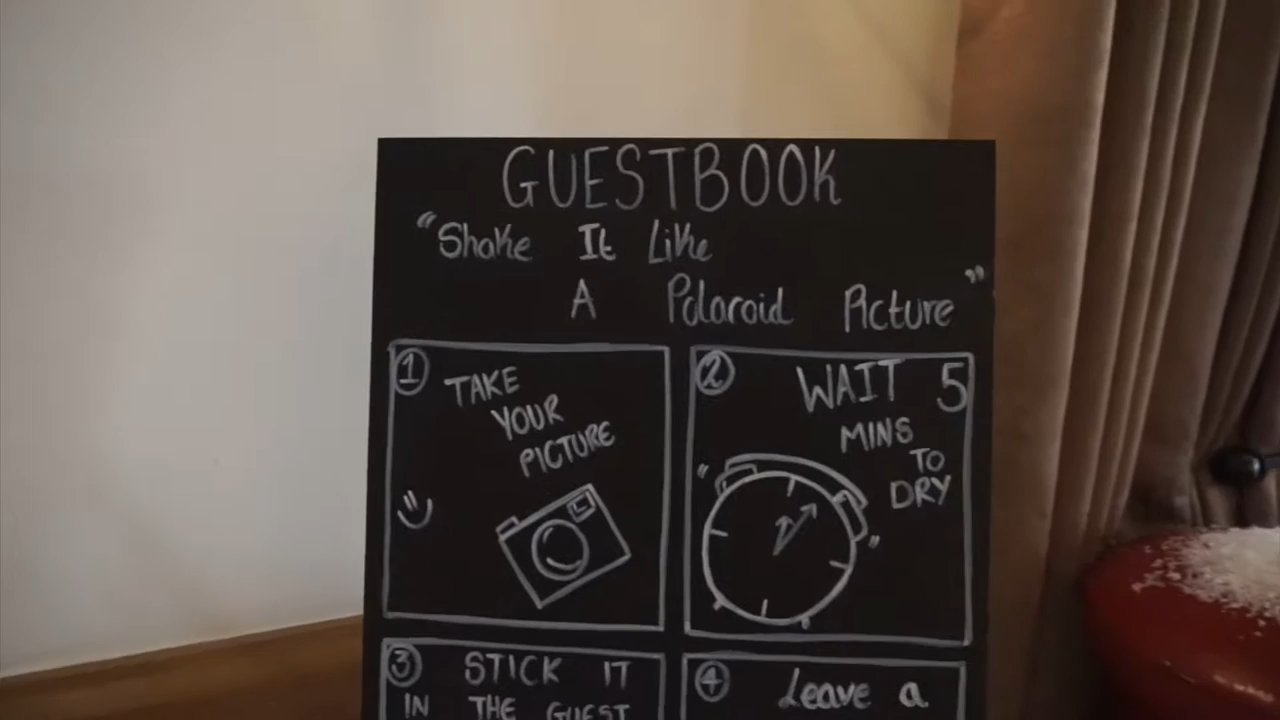 GUESTBOOK
"Shake It Like
A Polaroid Picture"
1
TAKE
YOUR
PICTURE
2
WAIT 5
MINS
TO
DRY
3
STICK IT
IN THE GUEST
4
Leave a